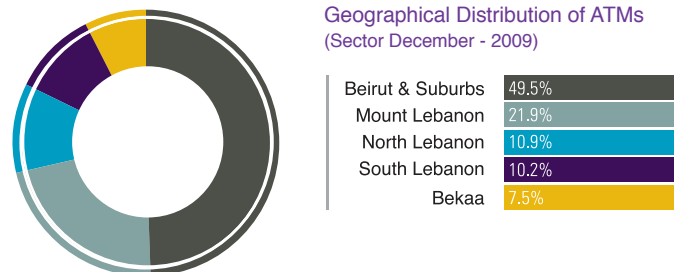 Geographical Distribution of ATMs
(Sector December - 2009)
Beirut & Suburbs 49.5%
Mount Lebanon 21.9%
North Lebanon 10.9%
South Lebanon 10.2%
Bekaa 7.5%